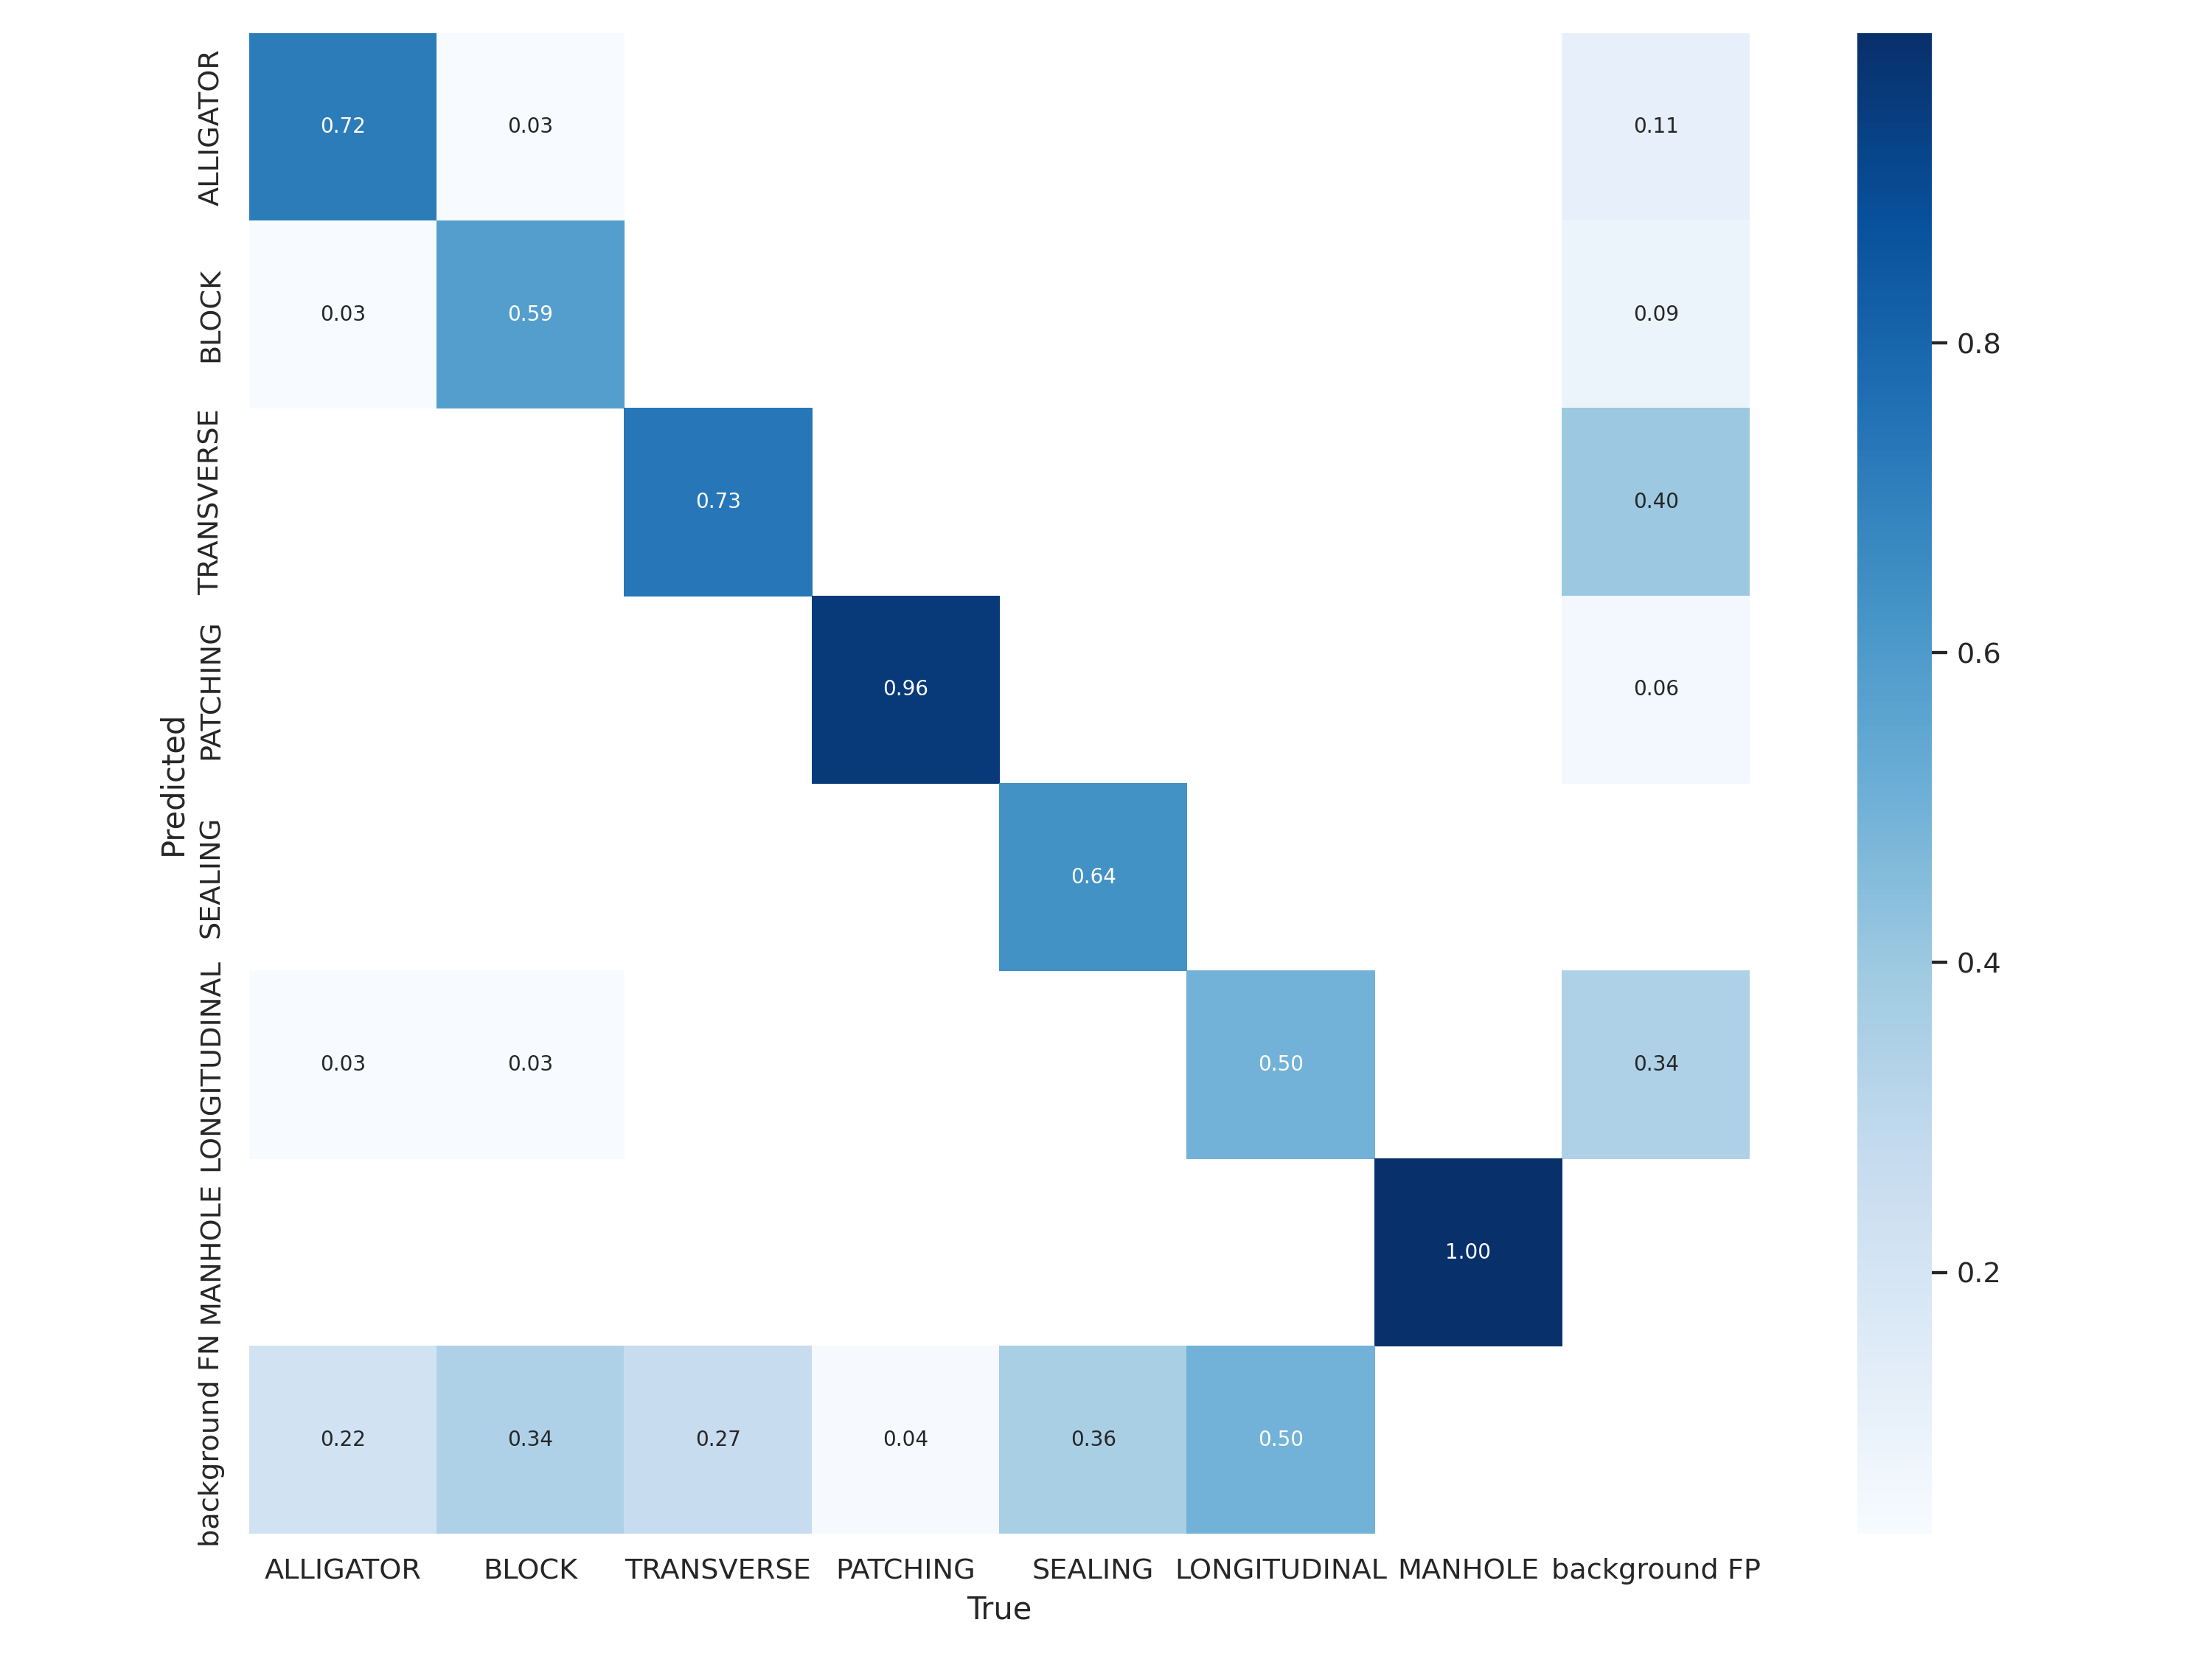 ALLIGATOR
0.72
0.03
0.11
BLOCK
0.03
0.59
0.09
0.8
TRANSVERSE
0.73
0.40
0.6
PATCHING
0.96
0.06
Predicted
SEALING
0.64
0.4
LONGITUDINAL
0.03
0.03
0.50
0.34
MANHOLE
1.00
0.2
background FN
0.22
0.34
0.27
0.04
0.36
0.50
ALLIGATOR
BLOCK
TRANSVERSE
PATCHING
SEALING
LONGITUDINAL
MANHOLE
background FP
True